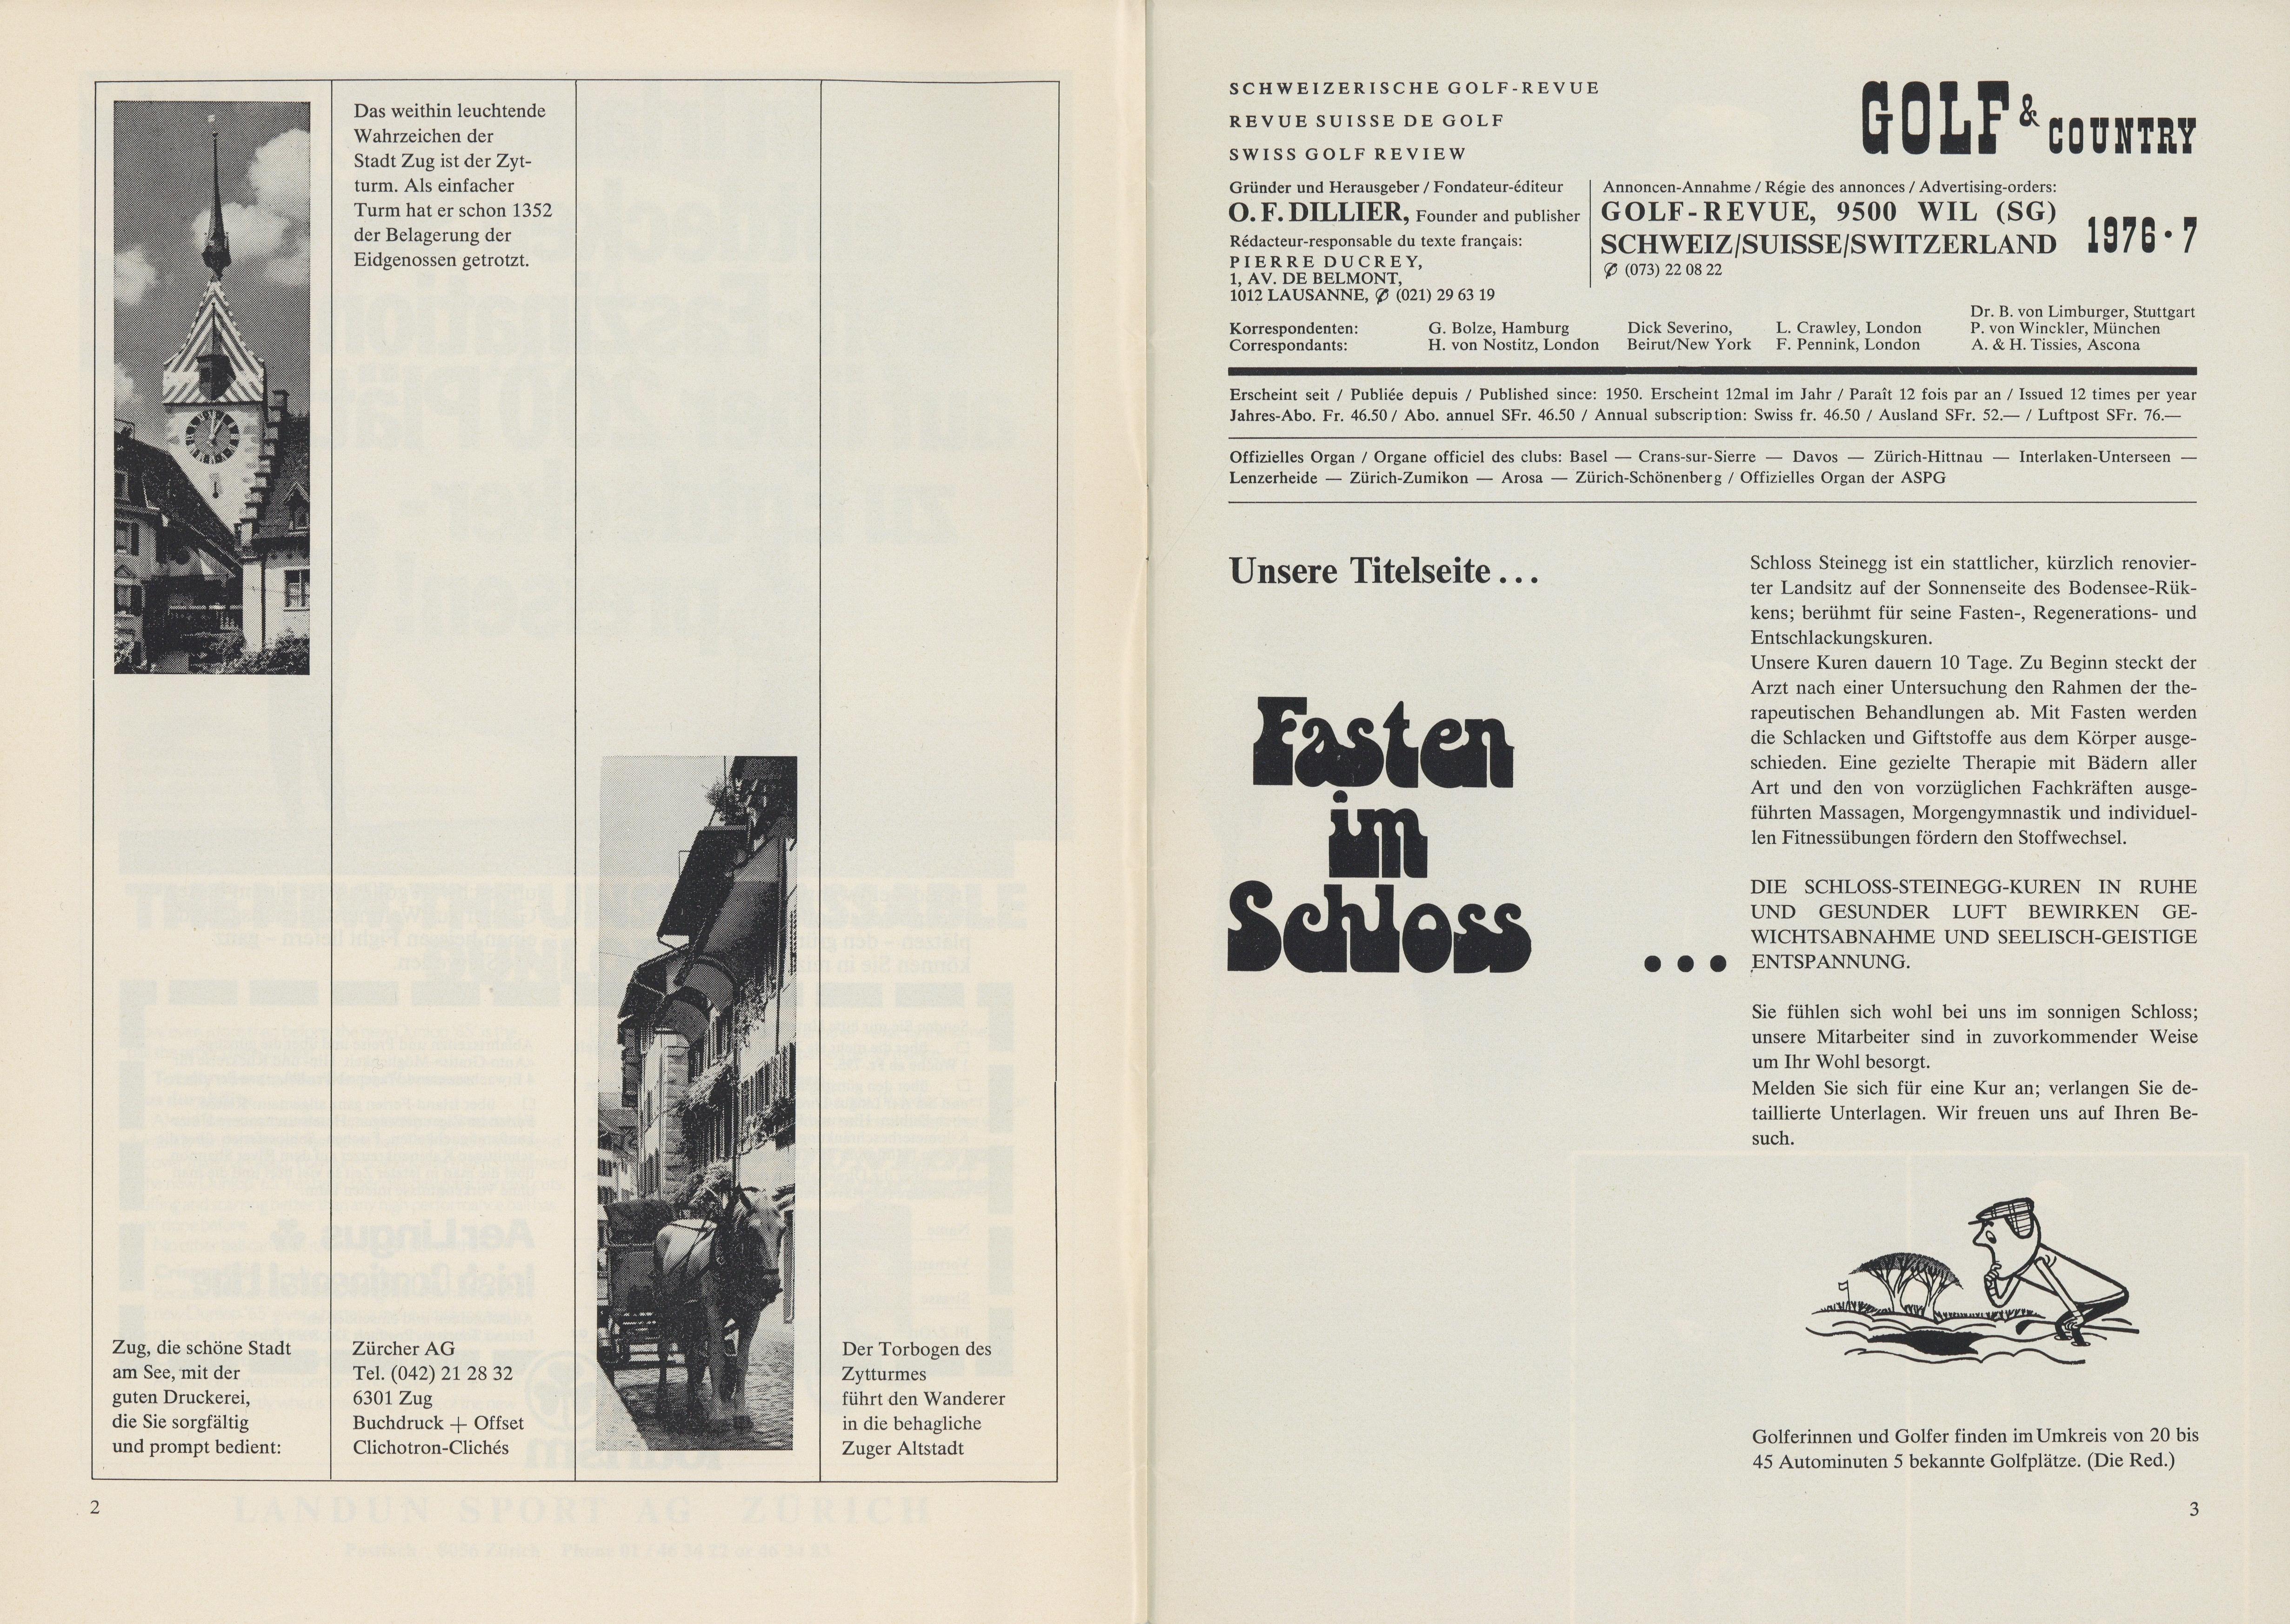 Das weithin leuchtende
Wahrzeichen der
Stadt Zug ist der Zyt-
turm. Als einfacher
Turm hat er schon 1352
der Belagerung der
Eidgenossen getrotzt.
Zug, die schöne Stadt
am See, mit der
guten Druckerei,
die Sie sorgfältig
und prompt bedient:
Zürcher AG
Tel. (042) 21 28 32
6301 Zug
Buchdruck + Offset
Clichotron-Clichés
Der Torbogen des
Zytturmes
führt den Wanderer
in die behagliche
Zuger Altstadt
2
SCHWEIZERISCHE GOLF-REVUE
REVUE SUISSE DE GOLF
SWISS GOLF REVIEW
GOLF & COUNTRY
Gründer und Herausgeber / Fondateur-éditeur
O. F. DILLIER, Founder and publisher
Rédacteur-responsable du texte français:
PIERRE DUCREY,
1, AV. DE BELMONT,
1012 LAUSANNE, ✆ (021) 29 63 19
Annoncen-Annahme / Régie des annonces / Advertising-orders:
GOLF-REVUE, 9500 WIL (SG)
SCHWEIZ/SUISSE/SWITZERLAND
✆ (073) 22 08 22
1976·7
Korrespondenten:
Correspondants:
G. Bolze, Hamburg
H. von Nostitz, London
Dick Severino,
Beirut/New York
L. Crawley, London
F. Pennink, London
Dr. B. von Limburger, Stuttgart
P. von Winckler, München
A. & H. Tissies, Ascona
Erscheint seit / Publiée depuis / Published since: 1950. Erscheint 12mal im Jahr / Paraît 12 fois par an / Issued 12 times per year
Jahres-Abo. Fr. 46.50 / Abo. annuel SFr. 46.50 / Annual subscription: Swiss fr. 46.50 / Ausland SFr. 52.— / Luftpost SFr. 76.—
Offizielles Organ / Organe officiel des clubs: Basel — Crans-sur-Sierre — Davos — Zürich-Hittnau — Interlaken-Unterseen —
Lenzerheide — Zürich-Zumikon — Arosa — Zürich-Schönenberg / Offizielles Organ der ASPG
Unsere Titelseite...
Fasten
im
Schloss
...
Schloss Steinegg ist ein stattlicher, kürzlich renovier-
ter Landsitz auf der Sonnenseite des Bodensee-Rük-
kens; berühmt für seine Fasten-, Regenerations- und
Entschlackungskuren.
Unsere Kuren dauern 10 Tage. Zu Beginn steckt der
Arzt nach einer Untersuchung den Rahmen der the-
rapeutischen Behandlungen ab. Mit Fasten werden
die Schlacken und Giftstoffe aus dem Körper ausge-
schieden. Eine gezielte Therapie mit Bädern aller
Art und den von vorzüglichen Fachkräften ausge-
führten Massagen, Morgengymnastik und individuel-
len Fitnessübungen fördern den Stoffwechsel.
DIE SCHLOSS-STEINEGG-KUREN IN RUHE
UND GESUNDER LUFT BEWIRKEN GE-
WICHTSABNAHME UND SEELISCH-GEISTIGE
ENTSPANNUNG.
Sie fühlen sich wohl bei uns im sonnigen Schloss;
unsere Mitarbeiter sind in zuvorkommender Weise
um Ihr Wohl besorgt.
Melden Sie sich für eine Kur an; verlangen Sie de-
taillierte Unterlagen. Wir freuen uns auf Ihren Be-
such.
Golferinnen und Golfer finden im Umkreis von 20 bis
45 Autominuten 5 bekannte Golfplätze. (Die Red.)
3